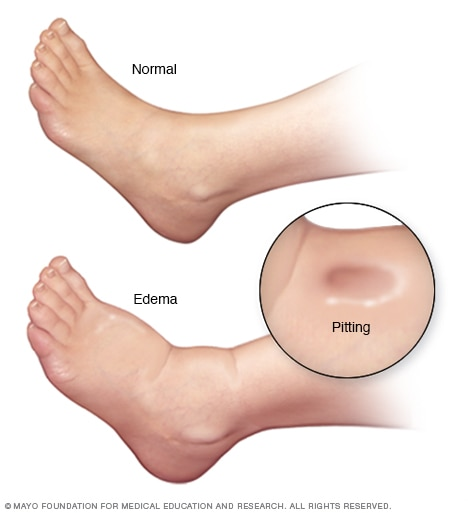 Normal
Edema
Pitting
© MAYO FOUNDATION FOR MEDICAL EDUCATION AND RESEARCH. ALL RIGHTS RESERVED.